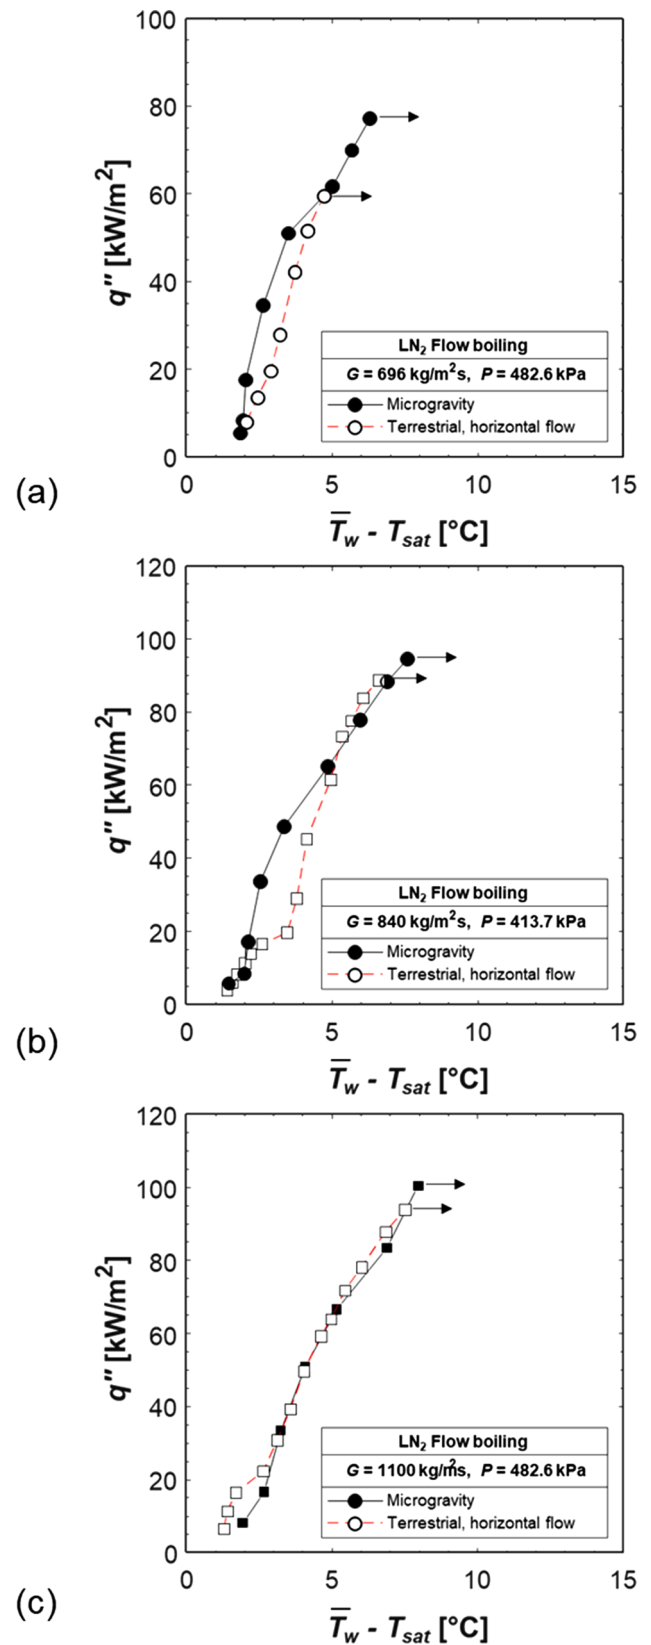 100
80
60
40
20
0
q″ [kW/m²]
LN₂ Flow boiling
G = 696 kg/m²s, P = 482.6 kPa
Microgravity
Terrestrial, horizontal flow
0 5 10 15
(a)
T̅w - Tsat [°C]
120
100
80
60
40
20
0
q″ [kW/m²]
LN₂ Flow boiling
G = 840 kg/m²s, P = 413.7 kPa
Microgravity
Terrestrial, horizontal flow
0 5 10 15
(b)
T̅w - Tsat [°C]
120
100
80
60
40
20
0
q″ [kW/m²]
LN₂ Flow boiling
G = 1100 kg/m²s, P = 482.6 kPa
Microgravity
Terrestrial, horizontal flow
0 5 10 15
(c)
T̅w - Tsat [°C]